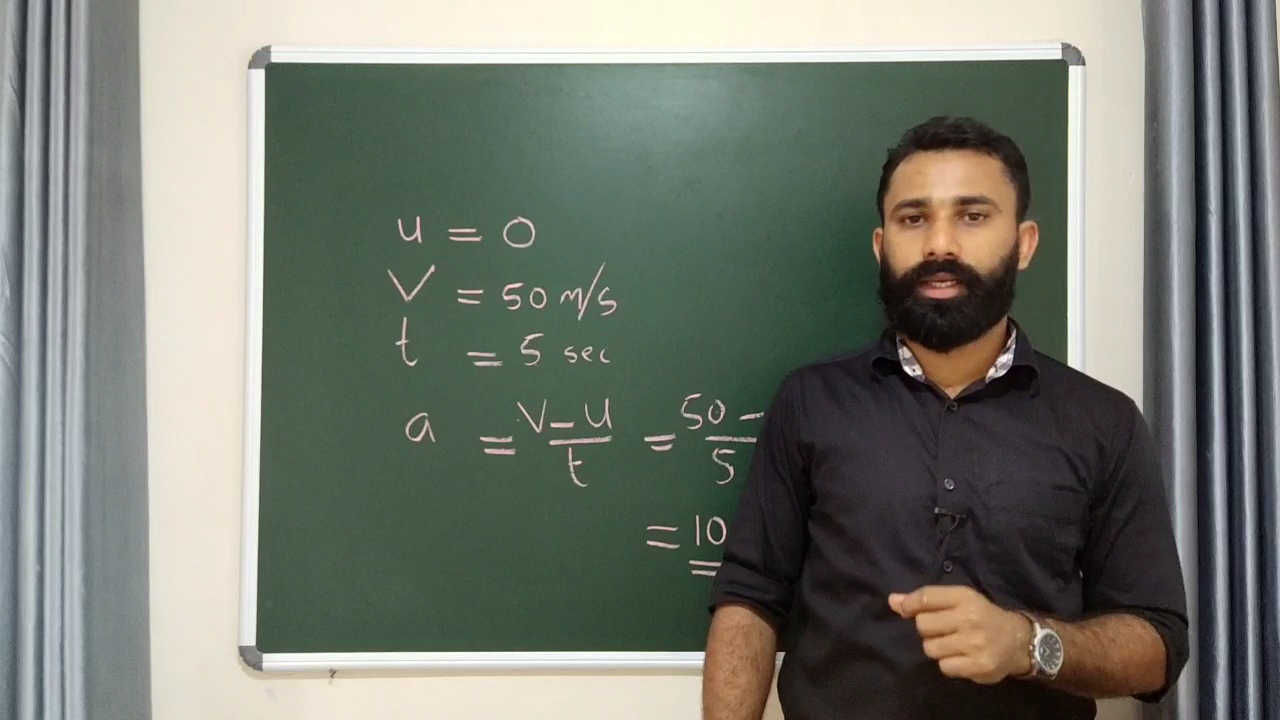 u = 0
V = 50 m/s
t = 5 sec
a = V - u / t = 50 - / 5
= 10